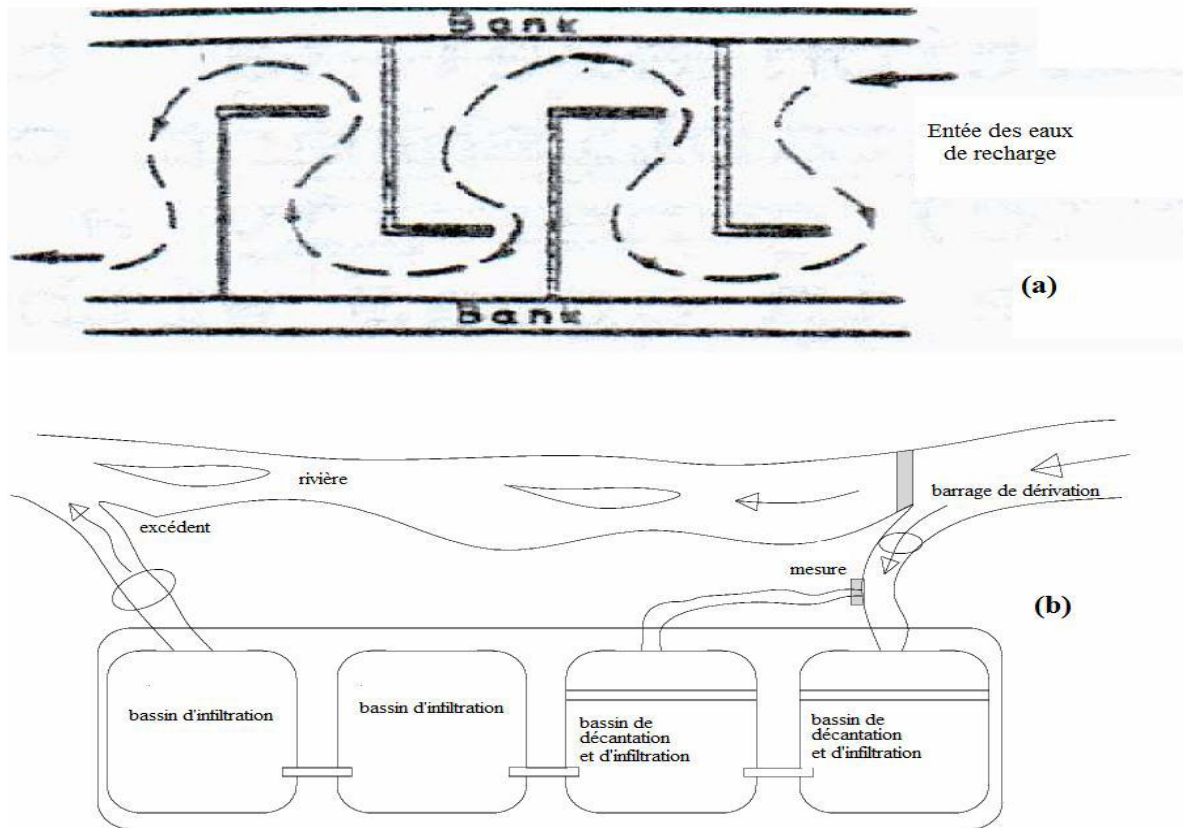 Bank
Entée des eaux
de recharge
(a)
Bank
rivière
barrage de dérivation
excédent
mesure
(b)
bassin d'infiltration
bassin d'infiltration
bassin de
décantation
et d'infiltration
bassin de
décantation
et d'infiltration